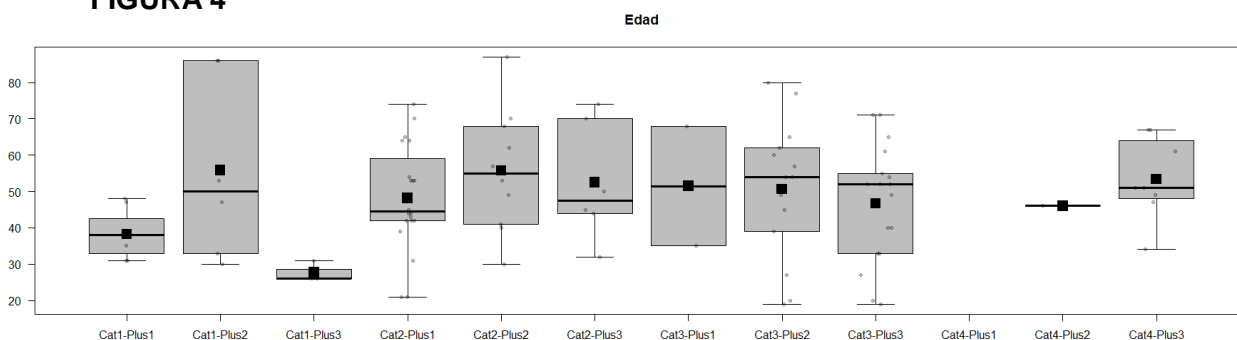 FIGURA 4
Edad
80
70
60
50
40
30
20
Cat1-Plus1 Cat1-Plus2 Cat1-Plus3 Cat2-Plus1 Cat2-Plus2 Cat2-Plus3 Cat3-Plus1 Cat3-Plus2 Cat3-Plus3 Cat4-Plus1 Cat4-Plus2 Cat4-Plus3